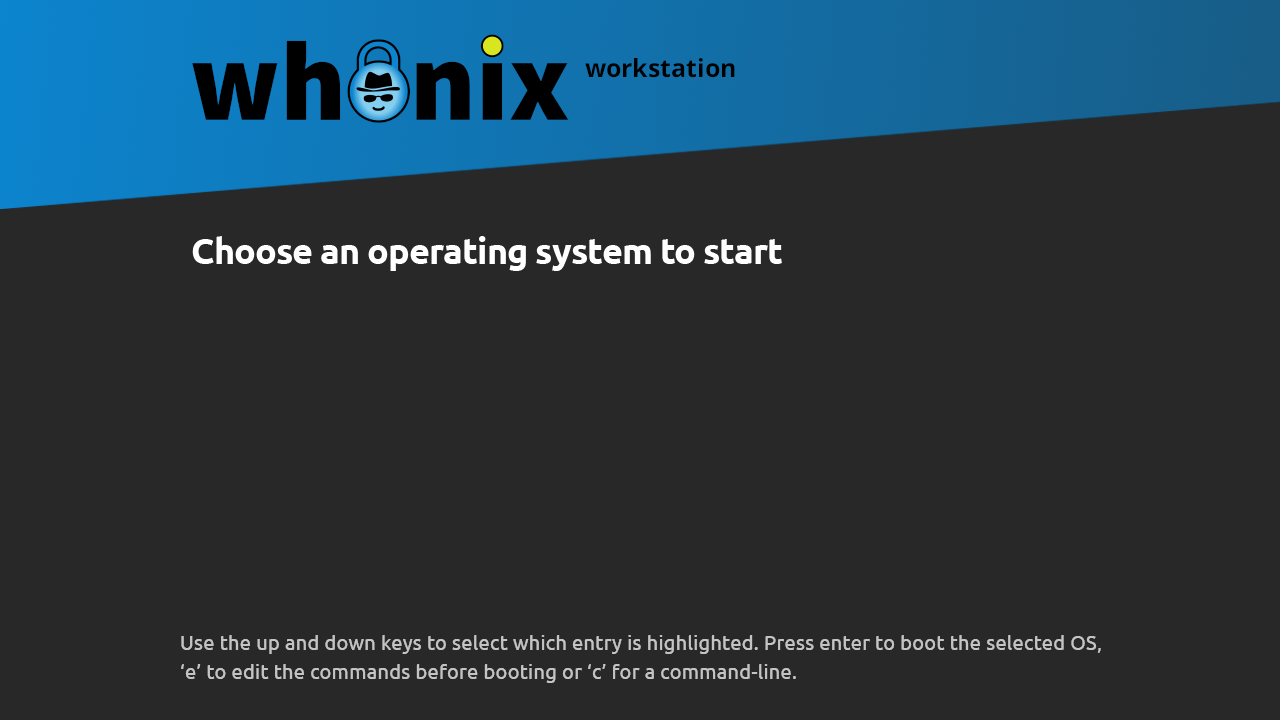 whonix workstation
Choose an operating system to start
Use the up and down keys to select which entry is highlighted. Press enter to boot the selected OS,
‘e’ to edit the commands before booting or ‘c’ for a command-line.